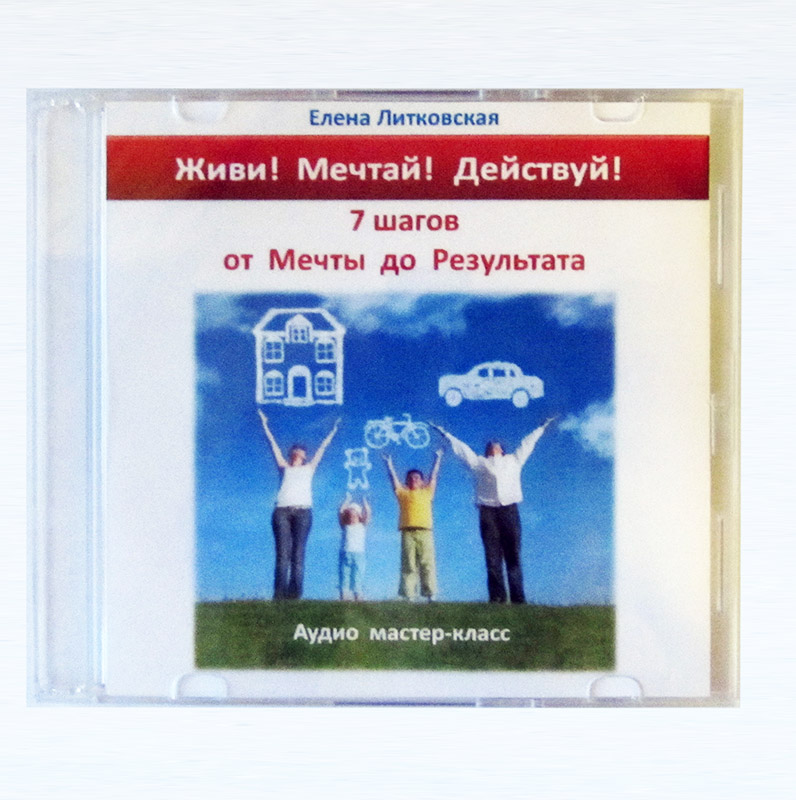 Елена Литковская
Живи! Мечтай! Действуй!
7 шагов
от Мечты до Результата
Аудио мастер-класс